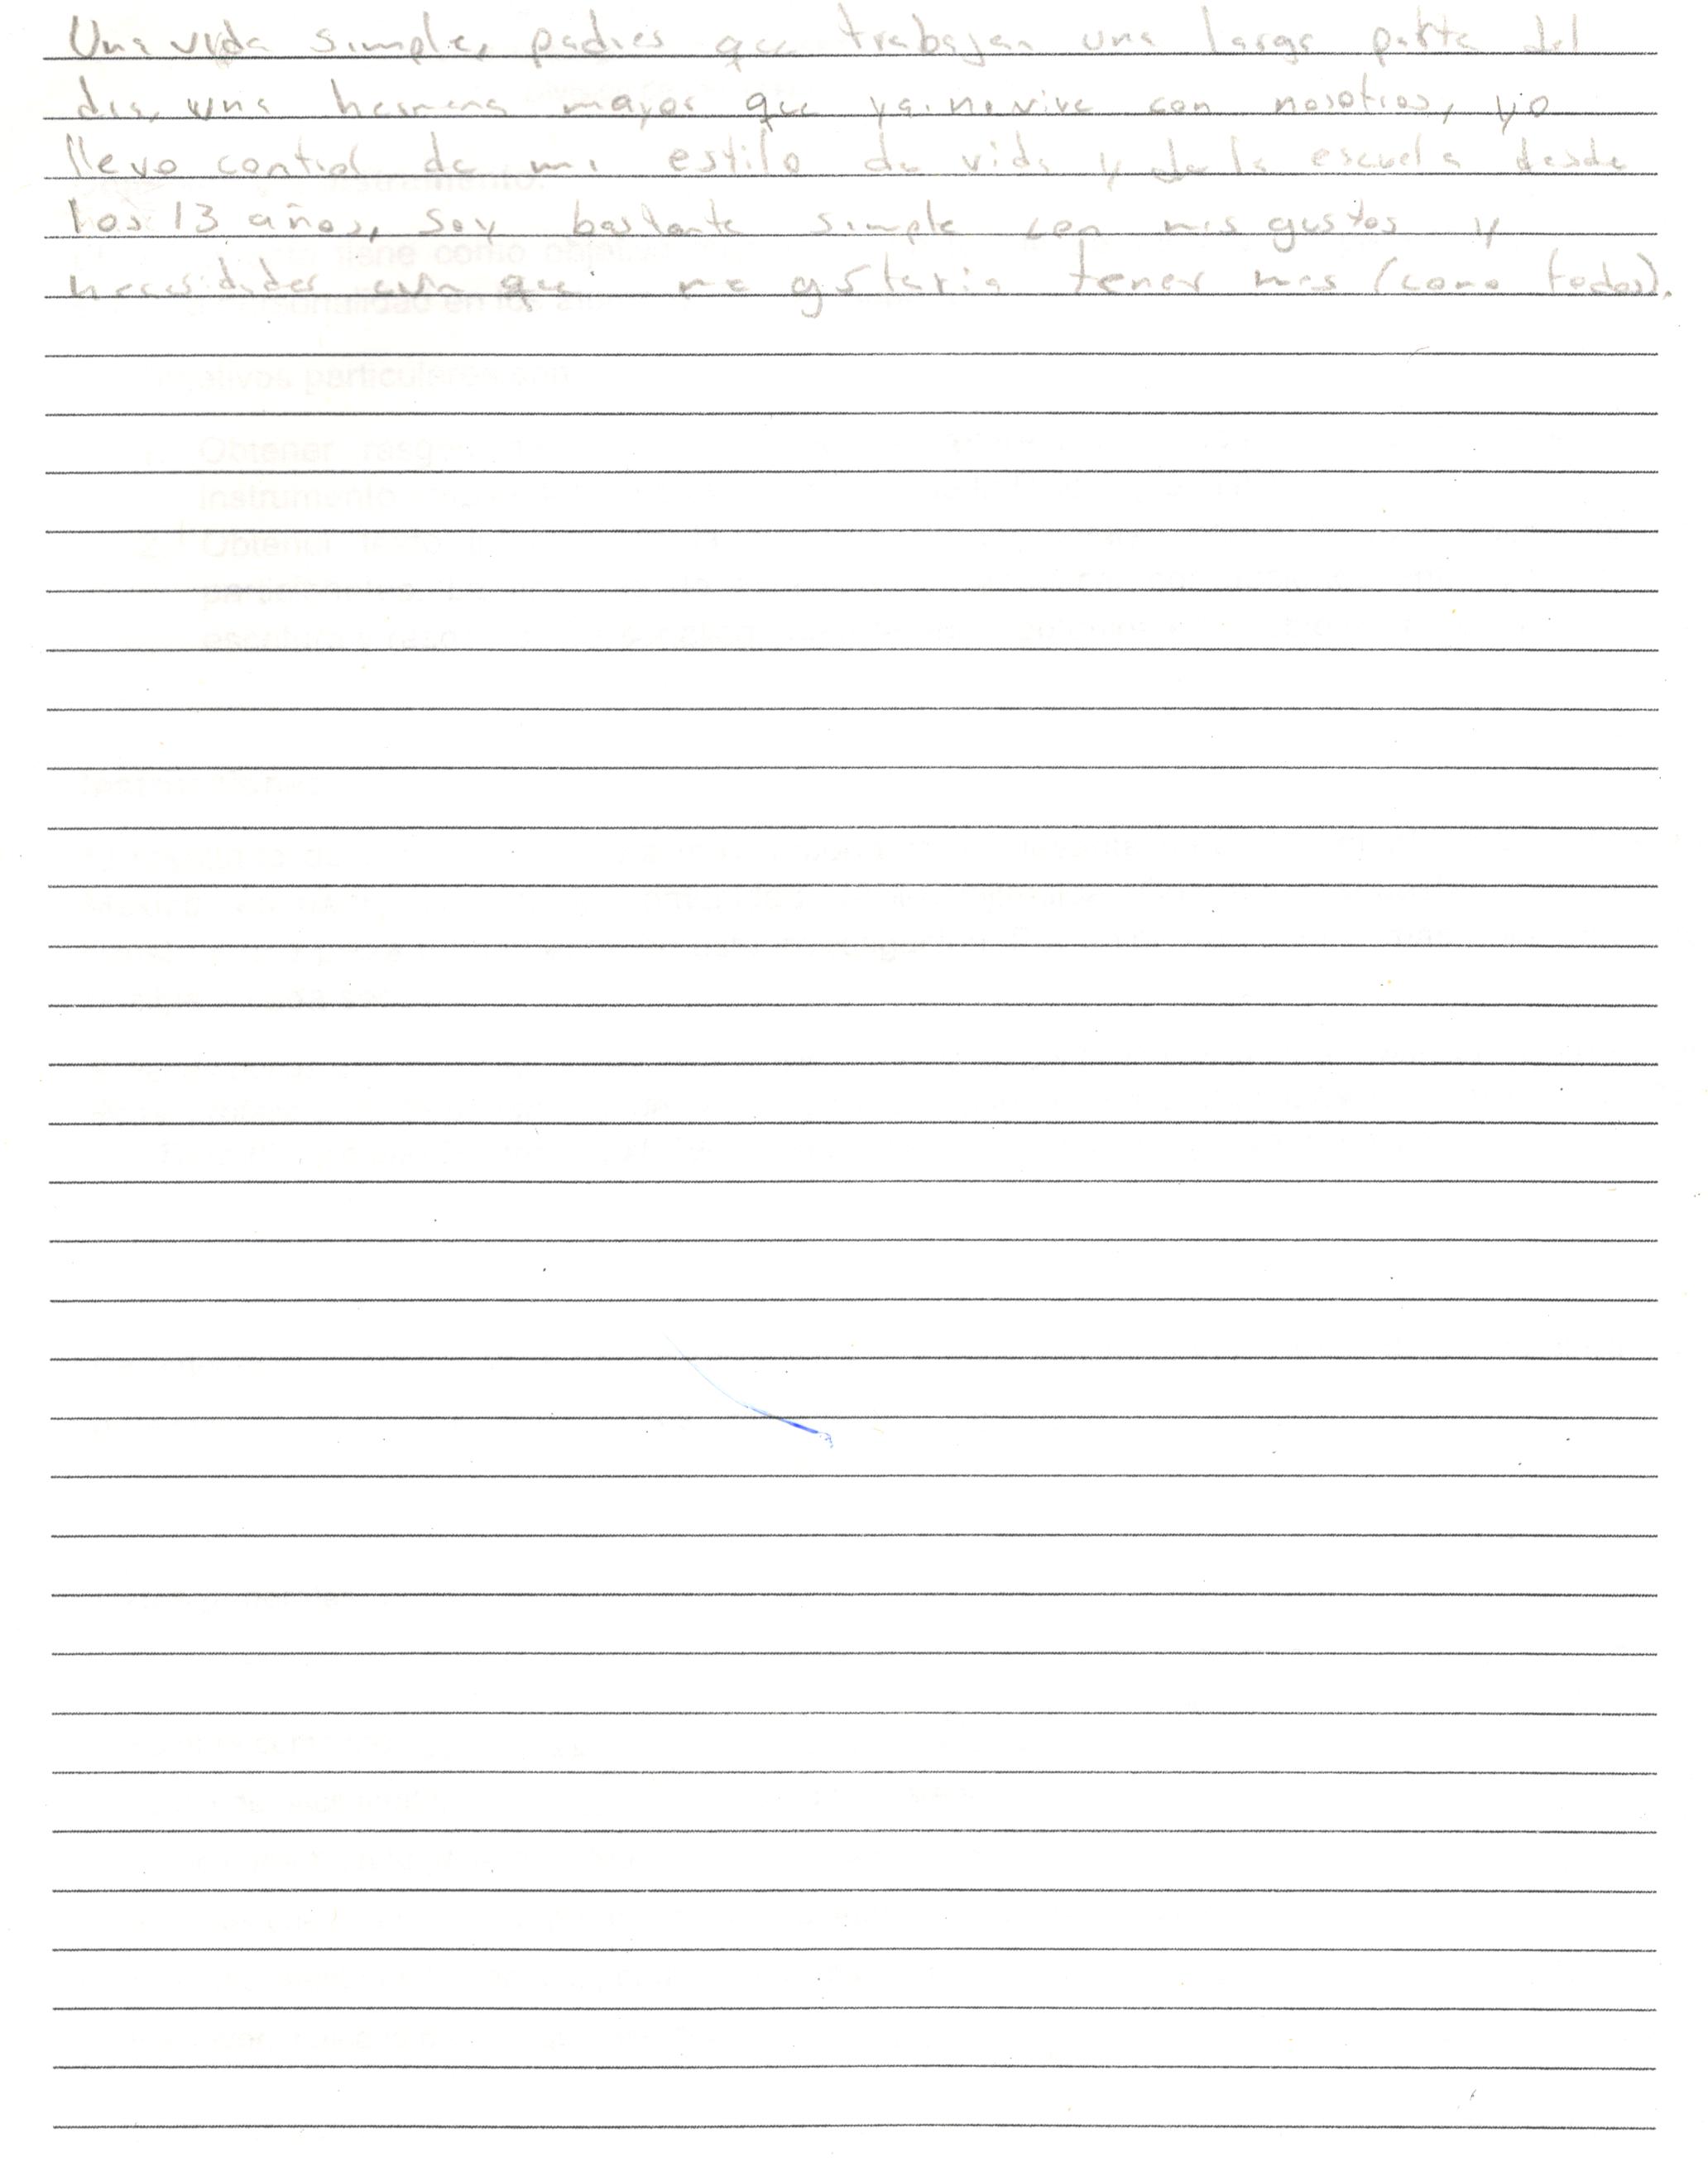 Una vida simple, padres que trabajan una larga parte del
dia, una hermana mayor que ya no vive con nosotros, yo
llevo control de mi estilo de vida y de la escuela desde
los 13 años, soy bastante simple con mis gustos y
necesidades aun que me gustaria tener mas (como todos).